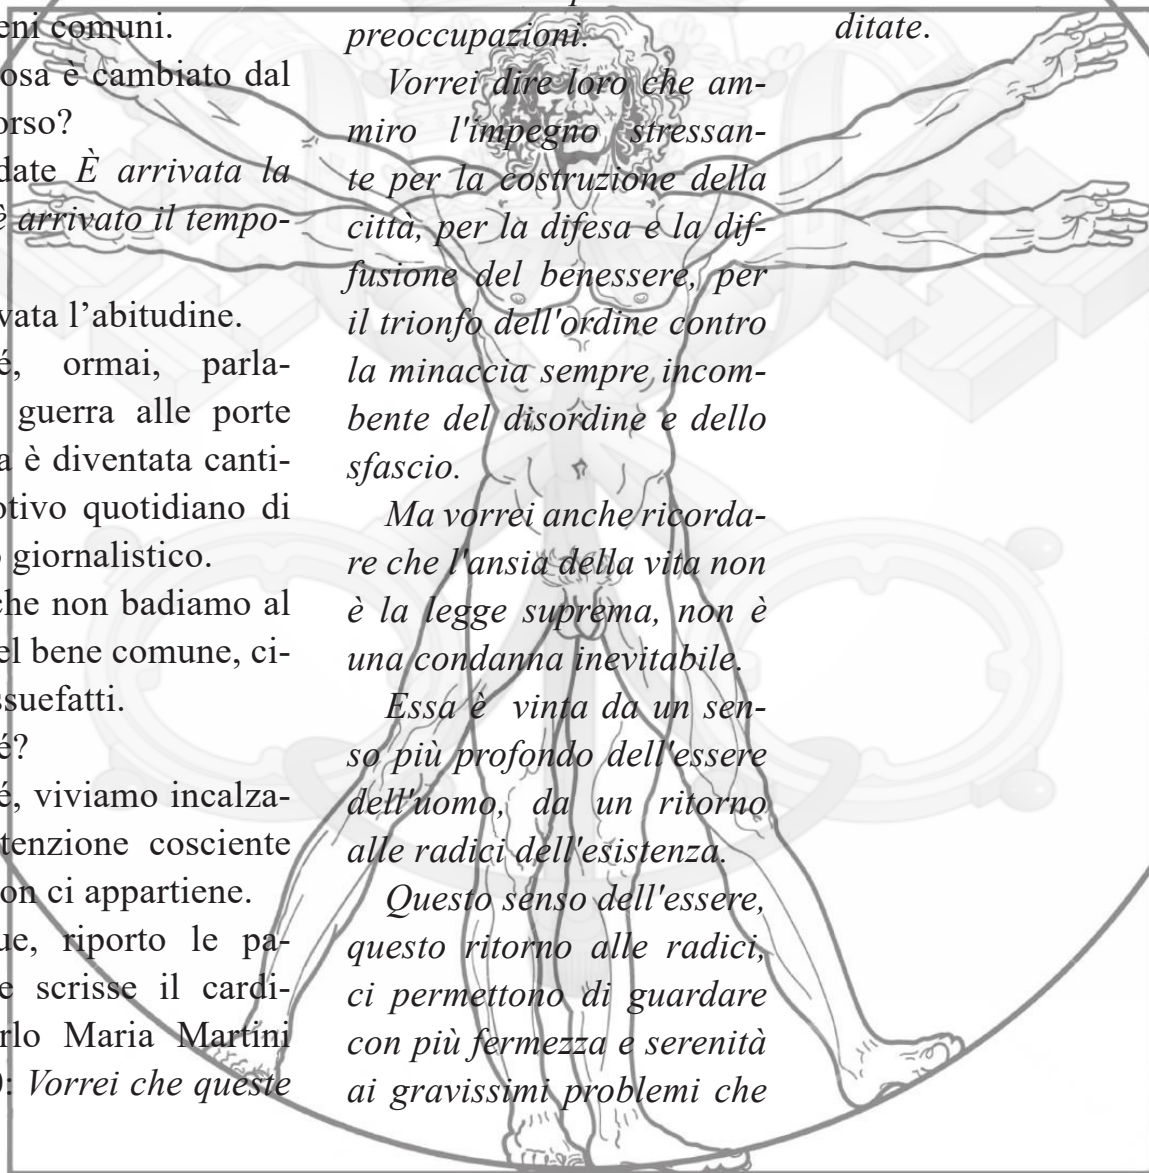 eni comuni.
osa è cambiato dal
orso?
date È arrivata la
è arrivato il tempo-
vata l’abitudine.
é, ormai, parla-
guerra alle porte
a è diventata canti-
otivo quotidiano di
o giornalistico.
che non badiamo al
el bene comune, ci-
ssuefatti.
é?
é, viviamo incalza-
tenzione cosciente
on ci appartiene.
ue, riporto le pa-
e scrisse il cardi-
rlo Maria Martini
): Vorrei che queste
preoccupazioni.
Vorrei dire loro che am-
miro l'impegno stressan-
te per la costruzione della
città, per la difesa e la dif-
fusione del benessere, per
il trionfo dell'ordine contro
la minaccia sempre incom-
bente del disordine e dello
sfascio.
Ma vorrei anche ricorda-
re che l'ansia della vita non
è la legge suprema, non è
una condanna inevitabile.
Essa è vinta da un sen-
so più profondo dell'essere
dell'uomo, da un ritorno
alle radici dell'esistenza.
Questo senso dell'essere,
questo ritorno alle radici,
ci permettono di guardare
con più fermezza e serenità
ai gravissimi problemi che
ditate.